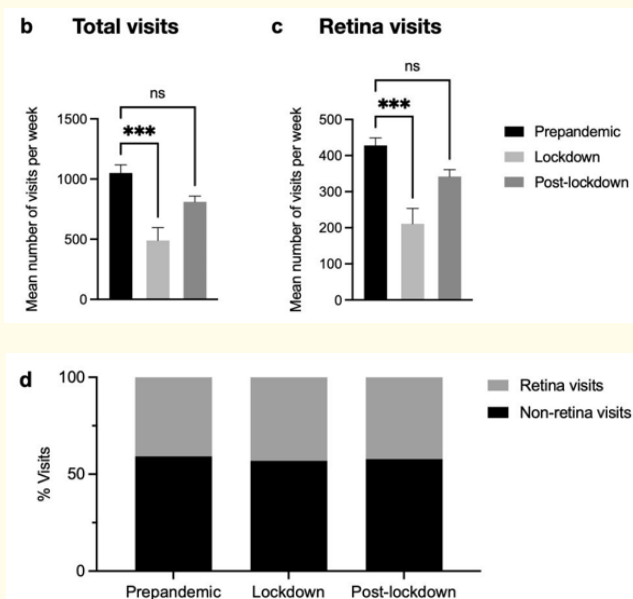 b Total visits
ns
***
Mean number of visits per week
1500
1000
500
0
c Retina visits
ns
***
Mean number of visits per week
500
400
300
200
100
0
Prepandemic
Lockdown
Post-lockdown
d
% Visits
100
50
0
Prepandemic
Lockdown
Post-lockdown
Retina visits
Non-retina visits